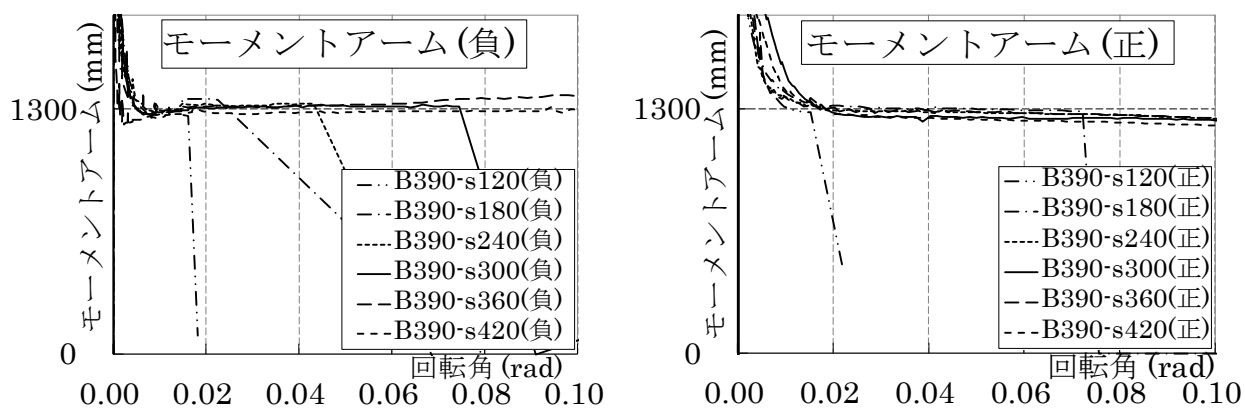 モーメントアーム (負)
モーメントアーム (mm)
1300
0
B390-s120(負)
B390-s180(負)
B390-s240(負)
B390-s300(負)
B390-s360(負)
B390-s420(負)
回転角 (rad)
0.00 0.02 0.04 0.06 0.08 0.10
モーメントアーム (正)
モーメントアーム (mm)
1300
0
B390-s120(正)
B390-s180(正)
B390-s240(正)
B390-s300(正)
B390-s360(正)
B390-s420(正)
回転角 (rad)
0.00 0.02 0.04 0.06 0.08 0.10